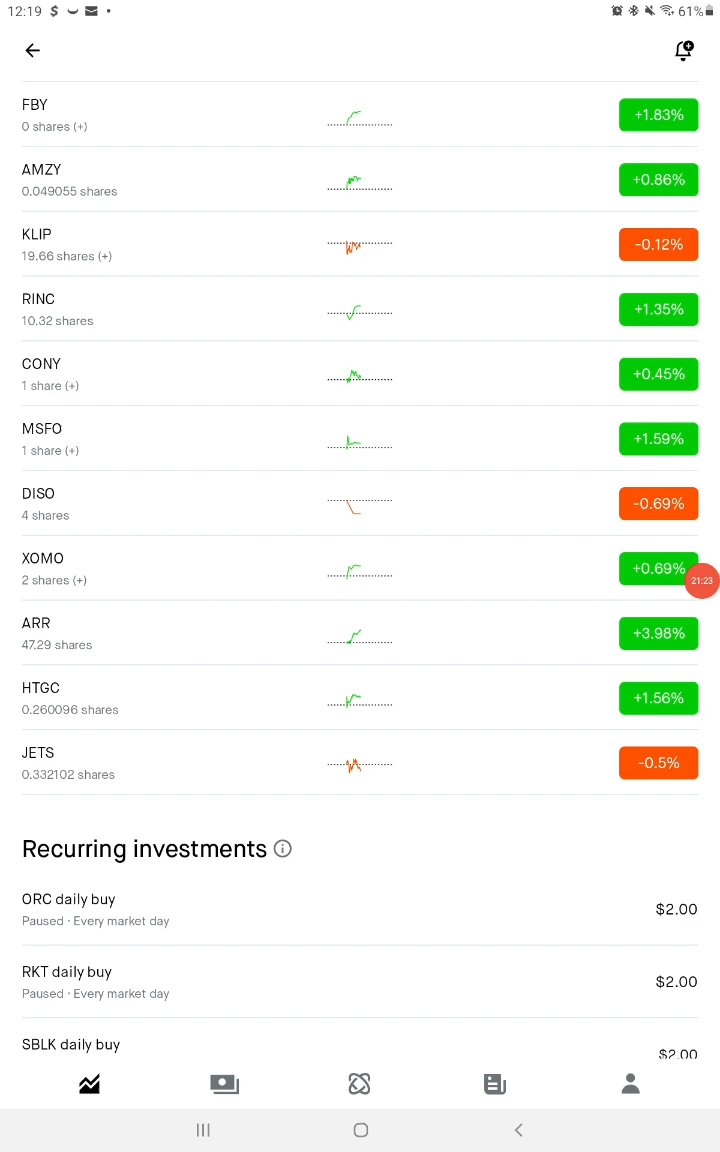 12:19 $ 61%
FBY
0 shares (+)
+1.83%
AMZY
0.049055 shares
+0.86%
KLIP
19.66 shares (+)
-0.12%
RINC
10.32 shares
+1.35%
CONY
1 share (+)
+0.45%
MSFO
1 share (+)
+1.59%
DISO
4 shares
-0.69%
XOMO
2 shares (+)
+0.69%
21:23
ARR
47.29 shares
+3.98%
HTGC
0.260096 shares
+1.56%
JETS
0.332102 shares
-0.5%
Recurring investments
ORC daily buy
Paused · Every market day
$2.00
RKT daily buy
Paused · Every market day
$2.00
SBLK daily buy
$2.00